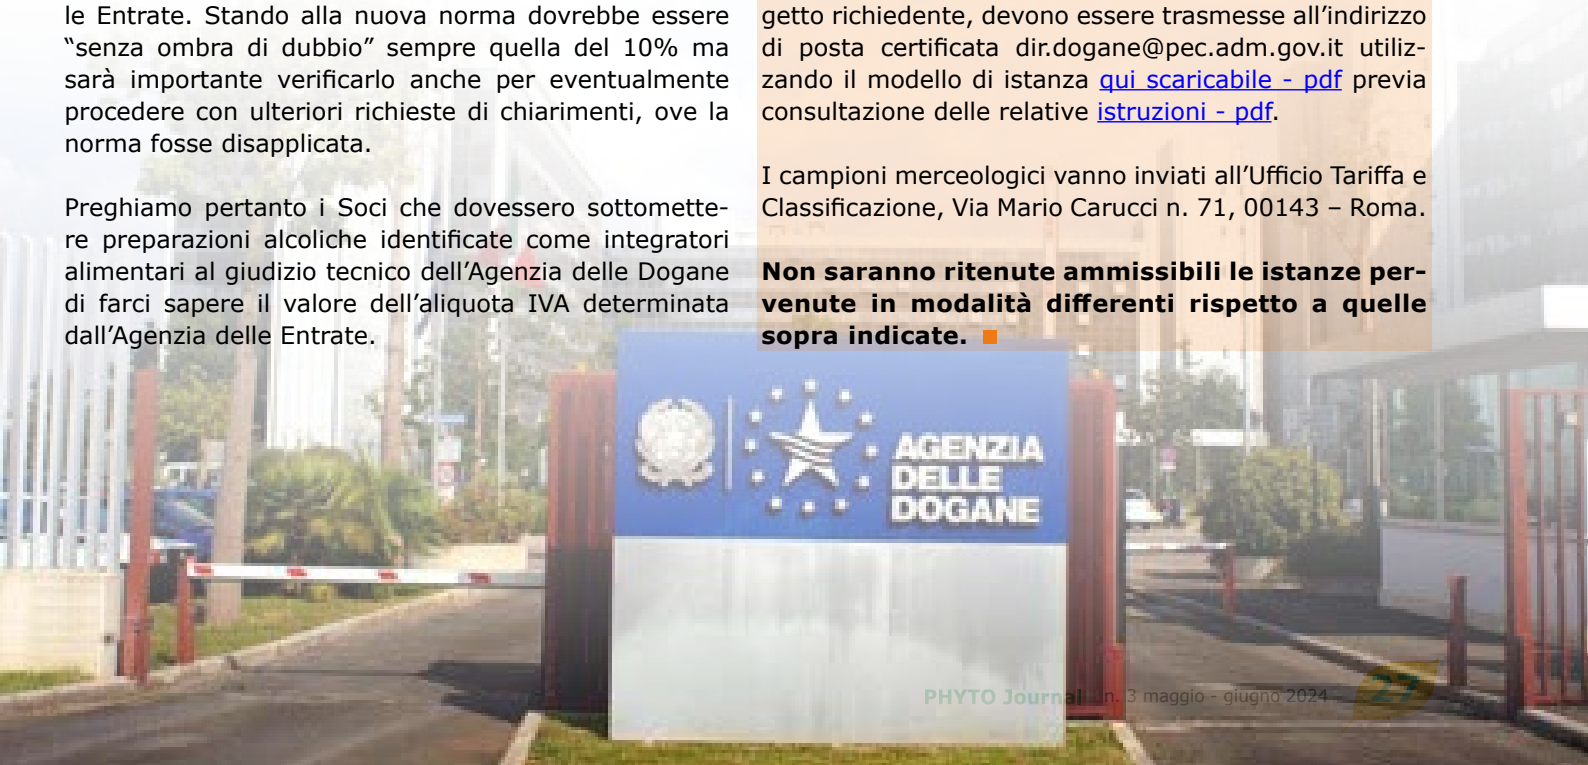 le Entrate. Stando alla nuova norma dovrebbe essere
“senza ombra di dubbio” sempre quella del 10% ma
sarà importante verificarlo anche per eventualmente
procedere con ulteriori richieste di chiarimenti, ove la
norma fosse disapplicata.
Preghiamo pertanto i Soci che dovessero sottomette-
re preparazioni alcoliche identificate come integratori
alimentari al giudizio tecnico dell’Agenzia delle Dogane
di farci sapere il valore dell’aliquota IVA determinata
dall’Agenzia delle Entrate.
getto richiedente, devono essere trasmesse all’indirizzo
di posta certificata dir.dogane@pec.adm.gov.it utiliz-
zando il modello di istanza qui scaricabile - pdf previa
consultazione delle relative istruzioni - pdf.
I campioni merceologici vanno inviati all’Ufficio Tariffa e
Classificazione, Via Mario Carucci n. 71, 00143 – Roma.
Non saranno ritenute ammissibili le istanze per-
venute in modalità differenti rispetto a quelle
sopra indicate.
AGENZIA
DELLE
DOGANE
PHYTO Journal n. 3 maggio - giugno 2024
27